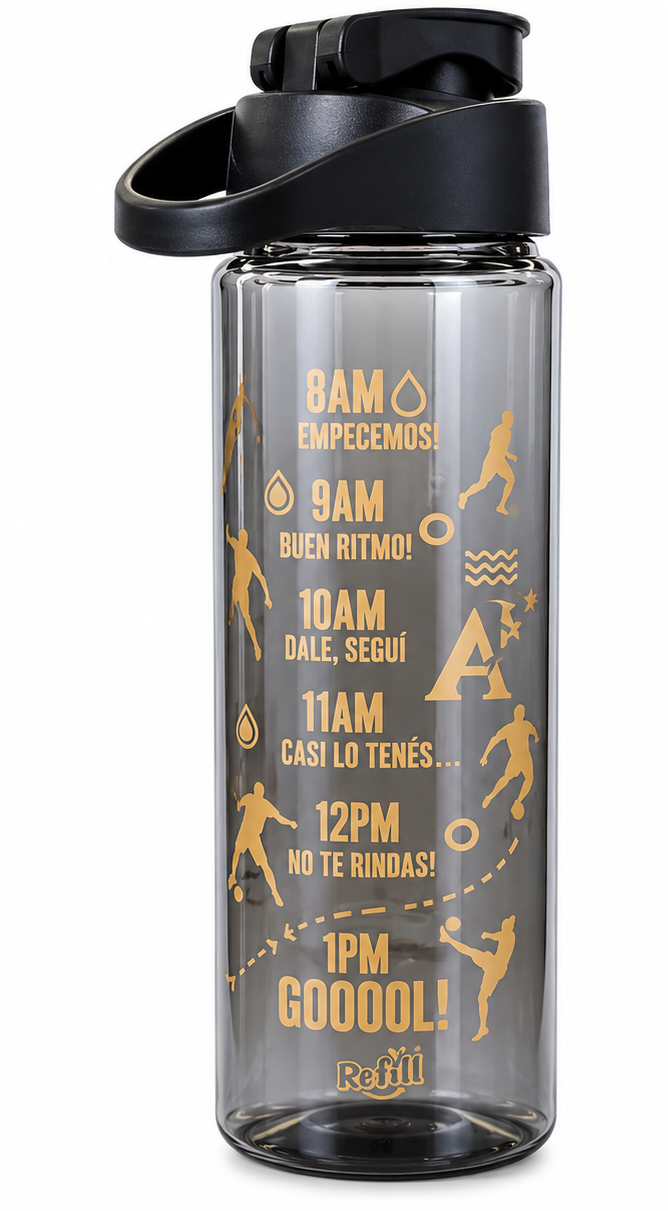 8AM
EMPECEMOS!
9AM
BUEN RITMO!
10AM
DALE, SEGUÍ
A
11AM
CASI LO TENÉS...
12PM
NO TE RINDAS!
1PM
GOOOOL!
Refill